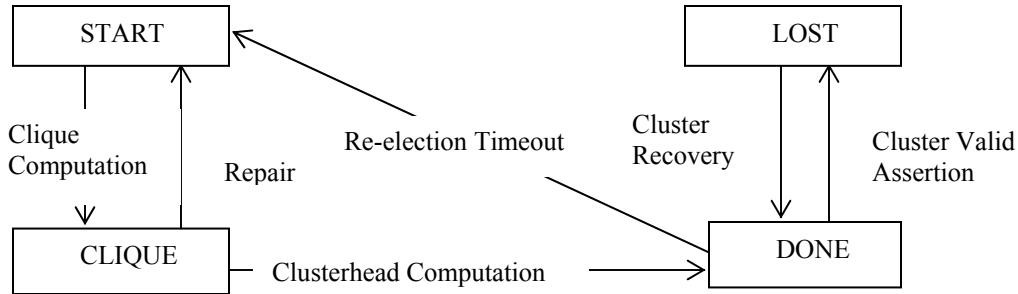 START
LOST
Clique
Computation
Repair
Re-election Timeout
Cluster
Recovery
Cluster Valid
Assertion
CLIQUE
Clusterhead Computation
DONE